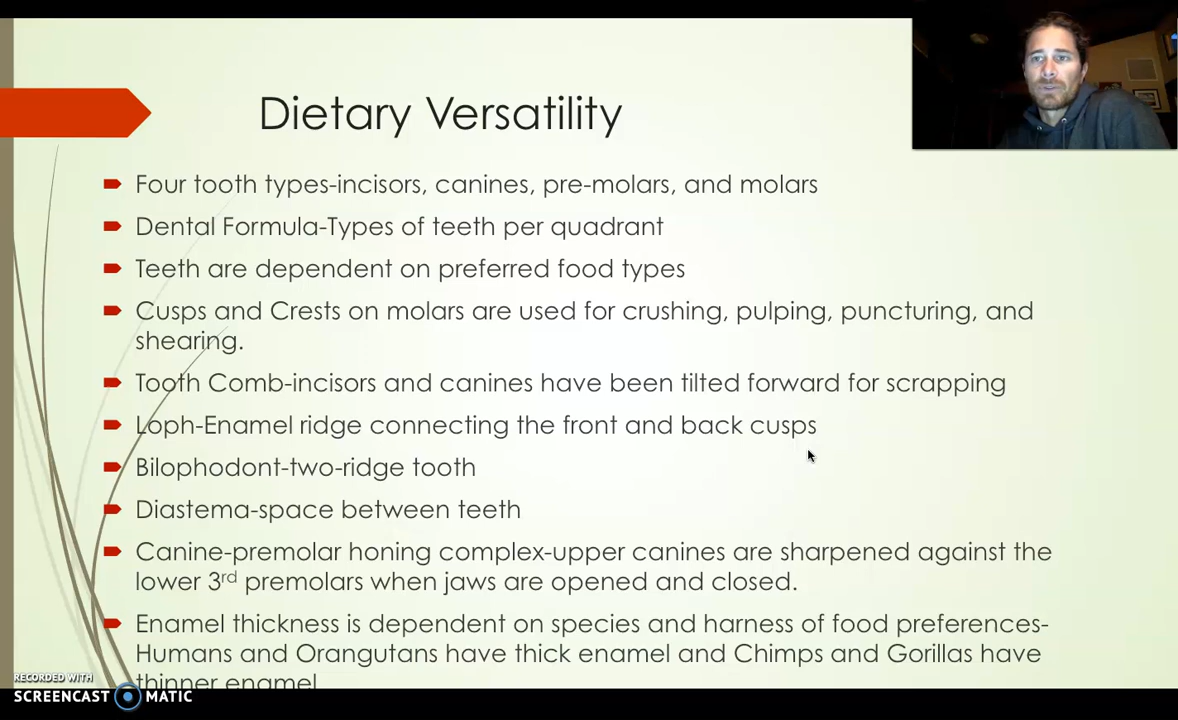 Dietary Versatility
Four tooth types-incisors, canines, pre-molars, and molars
Dental Formula-Types of teeth per quadrant
Teeth are dependent on preferred food types
Cusps and Crests on molars are used for crushing, pulping, puncturing, and
shearing.
Tooth Comb-incisors and canines have been tilted forward for scrapping
Loph-Enamel ridge connecting the front and back cusps
Bilophodont-two-ridge tooth
Diastema-space between teeth
Canine-premolar honing complex-upper canines are sharpened against the
lower 3rd premolars when jaws are opened and closed.
Enamel thickness is dependent on species and harness of food preferences-
Humans and Orangutans have thick enamel and Chimps and Gorillas have
thinner enamel
RECORDED WITH
SCREENCAST MATIC